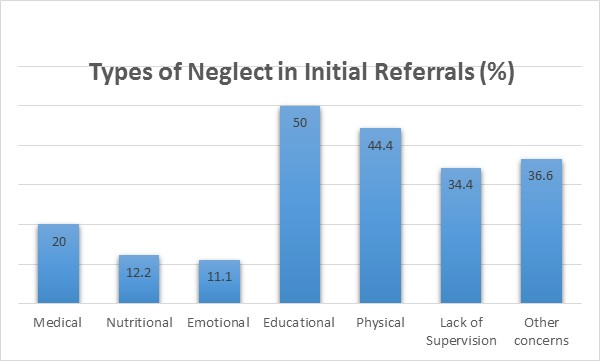 Types of Neglect in Initial Referrals (%)
50
44.4
36.6
34.4
20
12.2
11.1
Medical
Nutritional
Emotional
Educational
Physical
Lack of
Supervision
Other
concerns